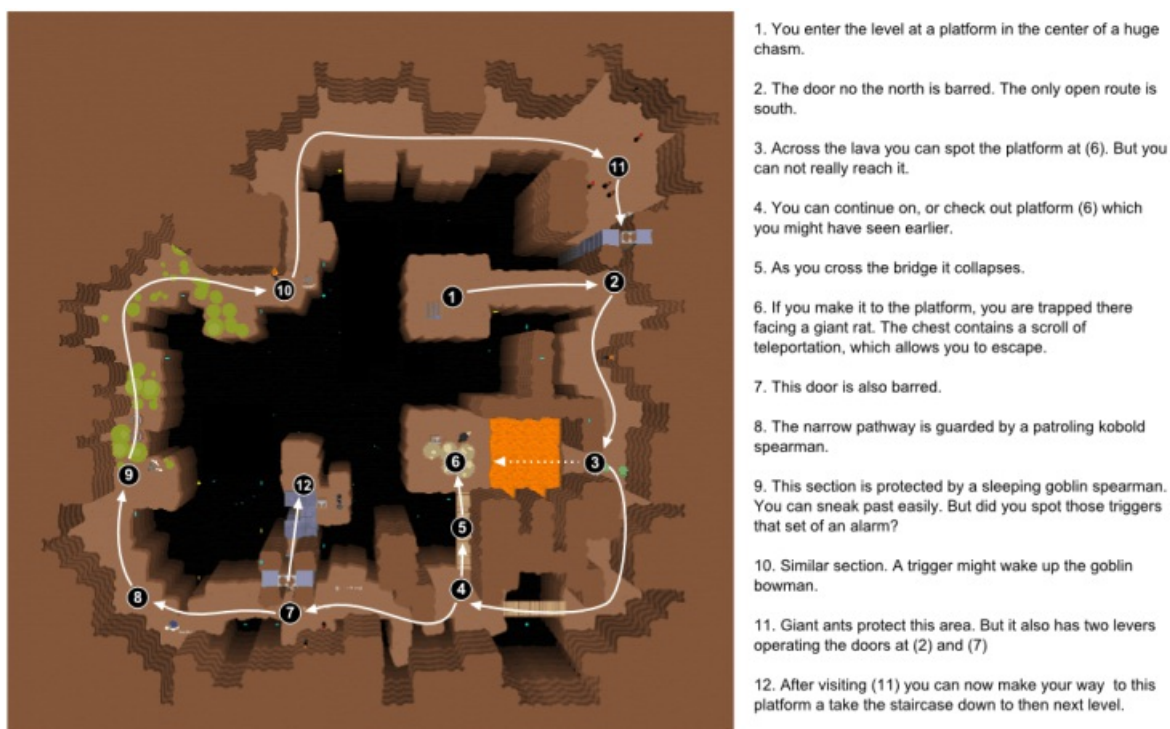 1. You enter the level at a platform in the center of a huge
chasm.
2. The door no the north is barred. The only open route is
south.
3. Across the lava you can spot the platform at (6). But you
can not really reach it.
4. You can continue on, or check out platform (6) which
you might have seen earlier.
5. As you cross the bridge it collapses.
6. If you make it to the platform, you are trapped there
facing a giant rat. The chest contains a scroll of
teleportation, which allows you to escape.
7. This door is also barred.
8. The narrow pathway is guarded by a patroling kobold
spearman.
9. This section is protected by a sleeping goblin spearman.
You can sneak past easily. But did you spot those triggers
that set of an alarm?
10. Similar section. A trigger might wake up the goblin
bowman.
11. Giant ants protect this area. But it also has two levers
operating the doors at (2) and (7)
12. After visiting (11) you can now make your way to this
platform a take the staircase down to then next level.
11
10
1
2
9
12
6
3
5
8
7
4